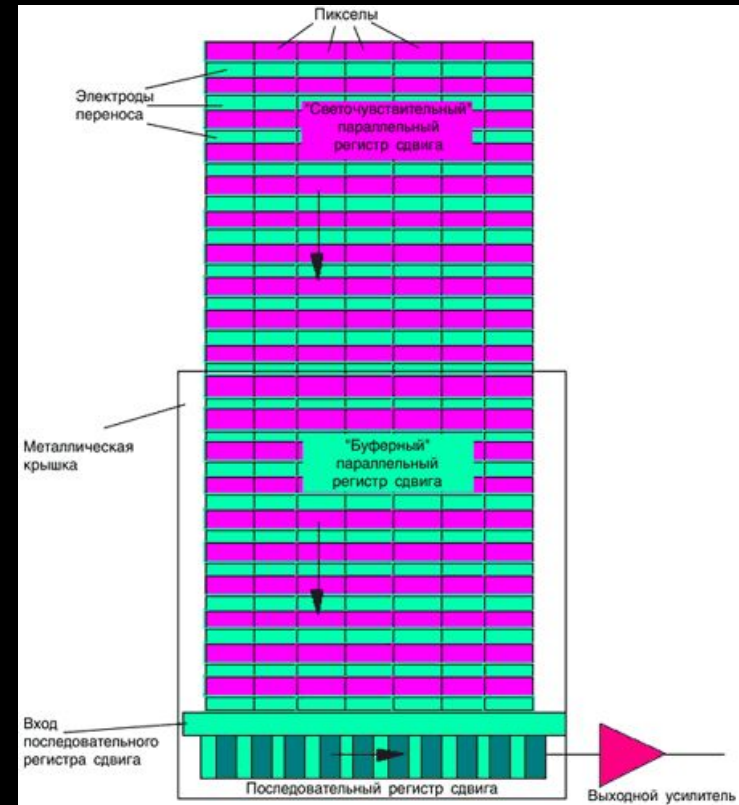 Пикселы
Электроды
переноса
"Светочувствительный"
параллельный
регистр сдвига
Металлическая
крышка
"Буферный"
параллельный
регистр сдвига
Вход
последовательного
регистра сдвига
Последовательный регистр сдвига
Выходной усилитель